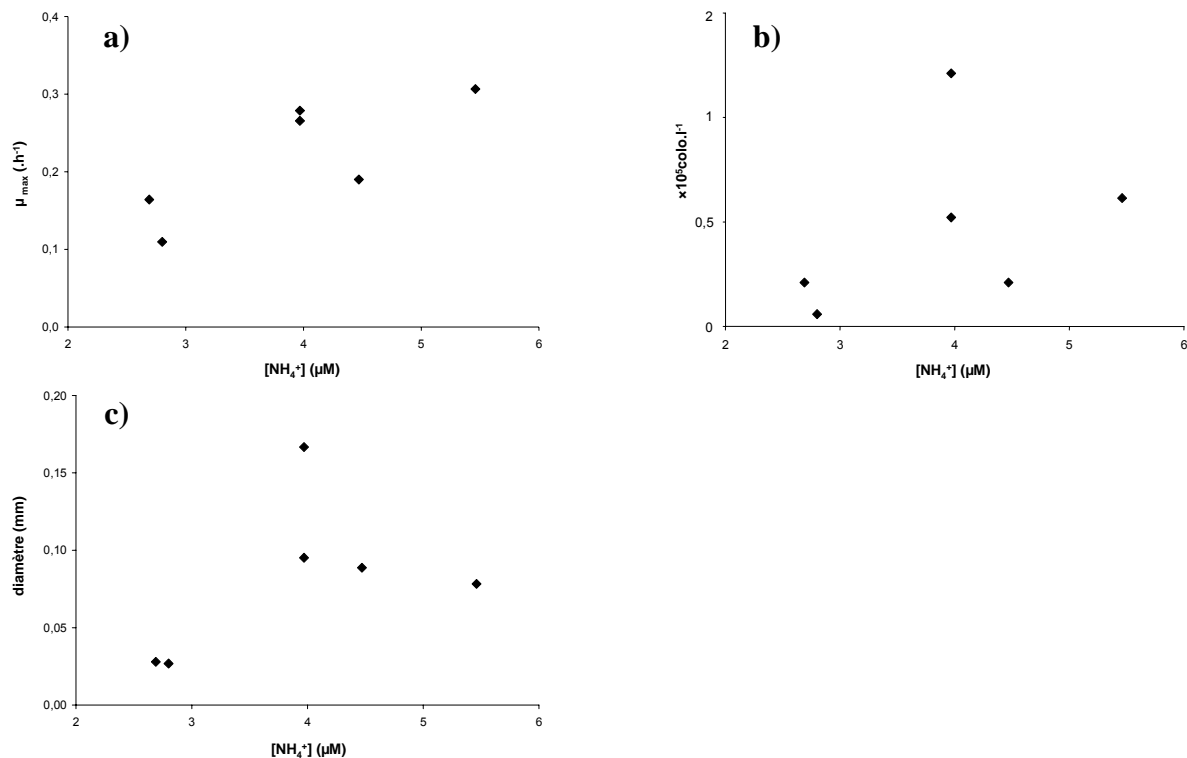 a)
0,4
0,3
0,2
0,1
0,0
µ max (.h-1)
2 3 4 5 6
[NH4+] (µM)
b)
2
1
0,5
0
×10⁵colo.l-1
2 3 4 5 6
[NH4+] (µM)
c)
0,20
0,15
0,10
0,05
0,00
diamètre (mm)
2 3 4 5 6
[NH4+] (µM)